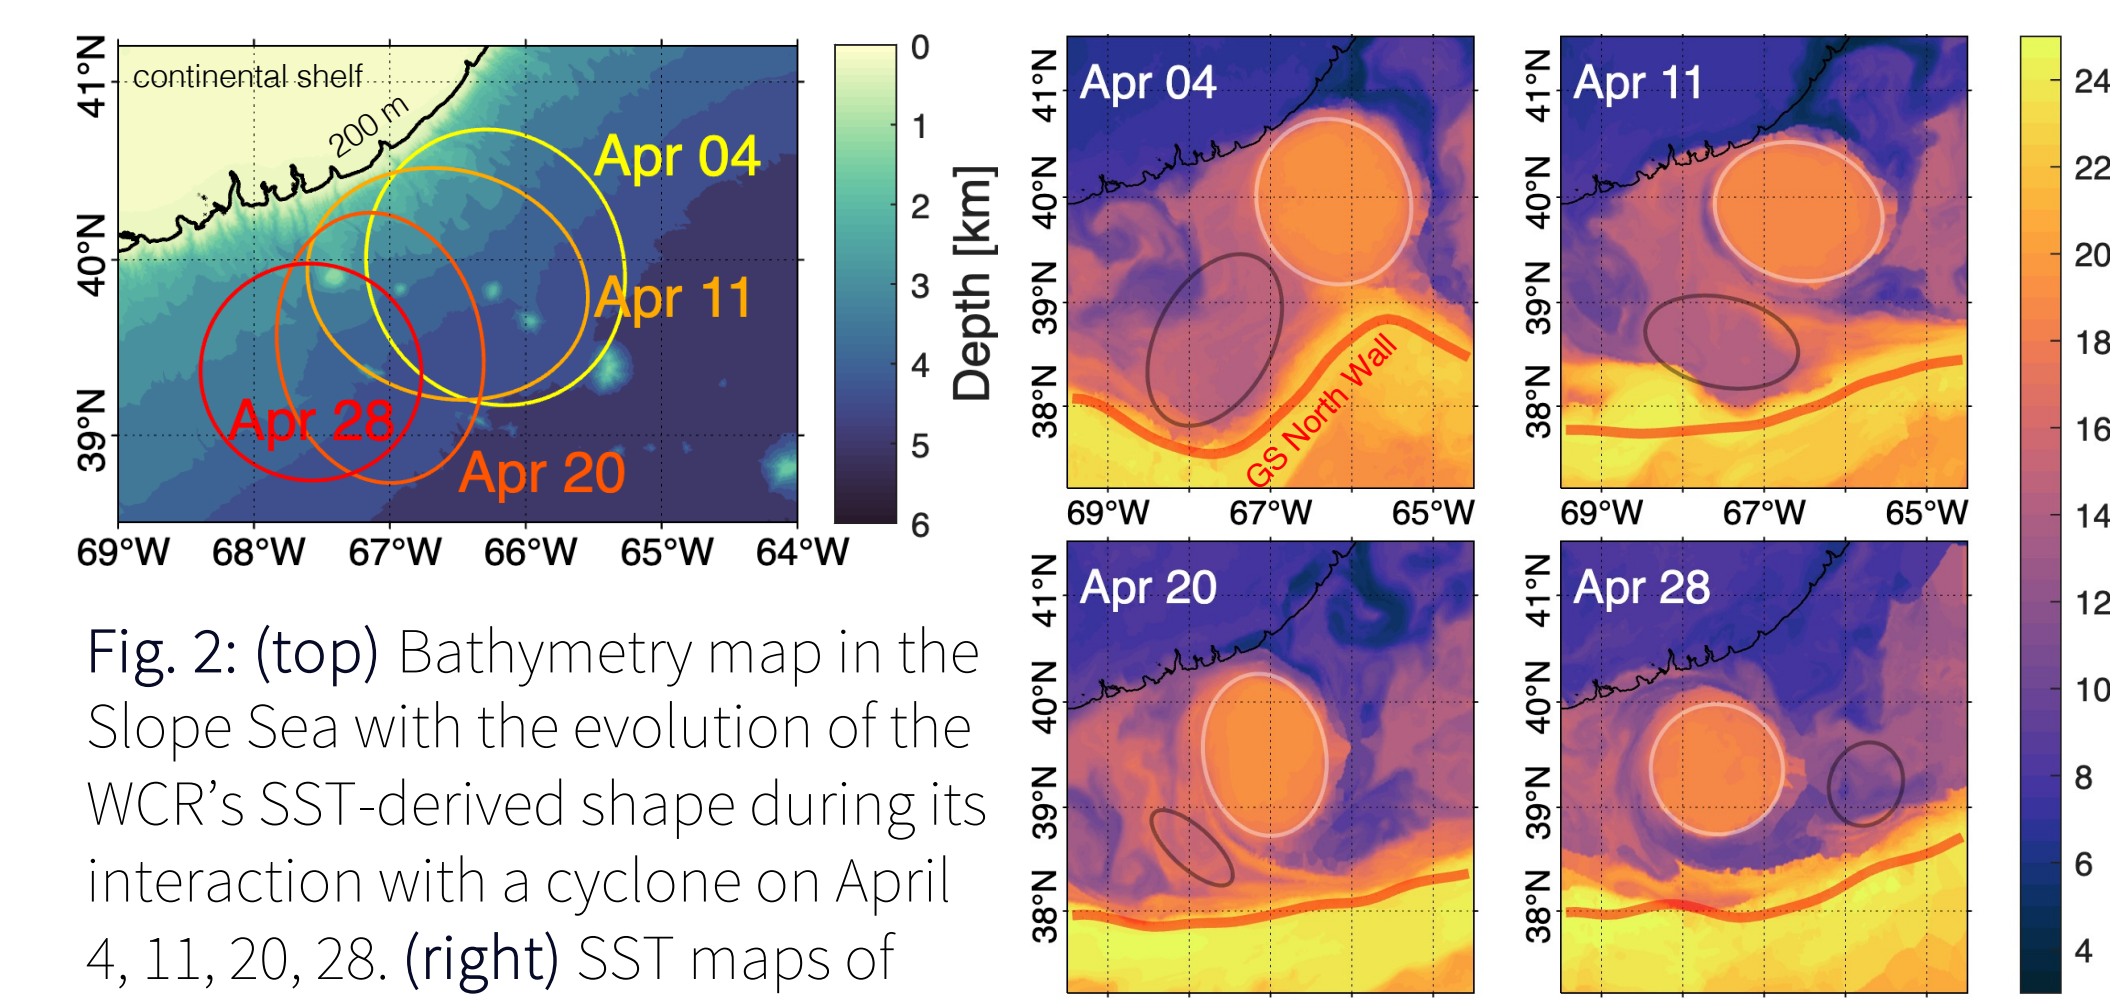 continental shelf
200 m
Apr 04
Apr 11
Apr 28
Apr 20
41°N
40°N
39°N
69°W 68°W 67°W 66°W 65°W 64°W
0
1
2
3
4
5
6
Depth [km]
Fig. 2: (top) Bathymetry map in the
Slope Sea with the evolution of the
WCR’s SST-derived shape during its
interaction with a cyclone on April
4, 11, 20, 28. (right) SST maps of
Apr 04
41°N
40°N
39°N
38°N
GS North Wall
69°W 67°W 65°W
Apr 11
41°N
40°N
39°N
38°N
69°W 67°W 65°W
Apr 20
41°N
40°N
39°N
38°N
Apr 28
41°N
40°N
39°N
38°N
24
22
20
18
16
14
12
10
8
6
4